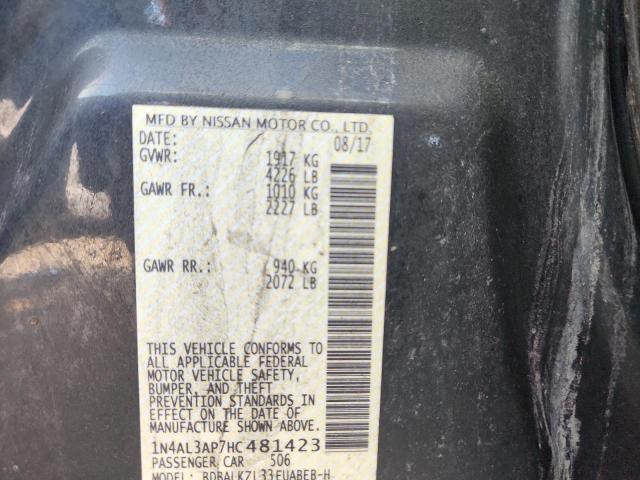 MFD BY NISSAN MOTOR CO., LTD.
DATE: 08/17
GVWR: 1917 KG
4226 LB
GAWR FR.: 1010 KG
2227 LB
GAWR RR.: 940 KG
2072 LB
THIS VEHICLE CONFORMS TO
ALL APPLICABLE FEDERAL
MOTOR VEHICLE SAFETY,
BUMPER, AND THEFT
PREVENTION STANDARDS
IN EFFECT ON THE DATE OF
MANUFACTURE SHOWN ABOVE.
1N4AL3AP7HC481423
PASSENGER CAR 506
MODEL: